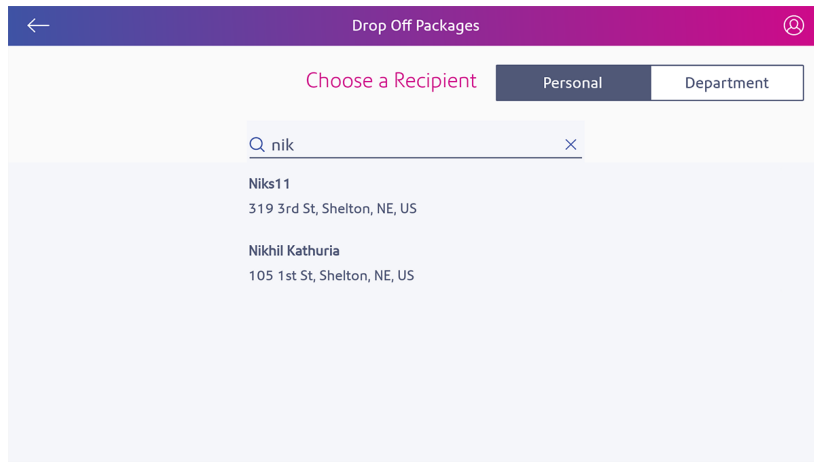 Drop Off Packages
Choose a Recipient
Personal
Department
nik
Niks11
319 3rd St, Shelton, NE, US
Nikhil Kathuria
105 1st St, Shelton, NE, US